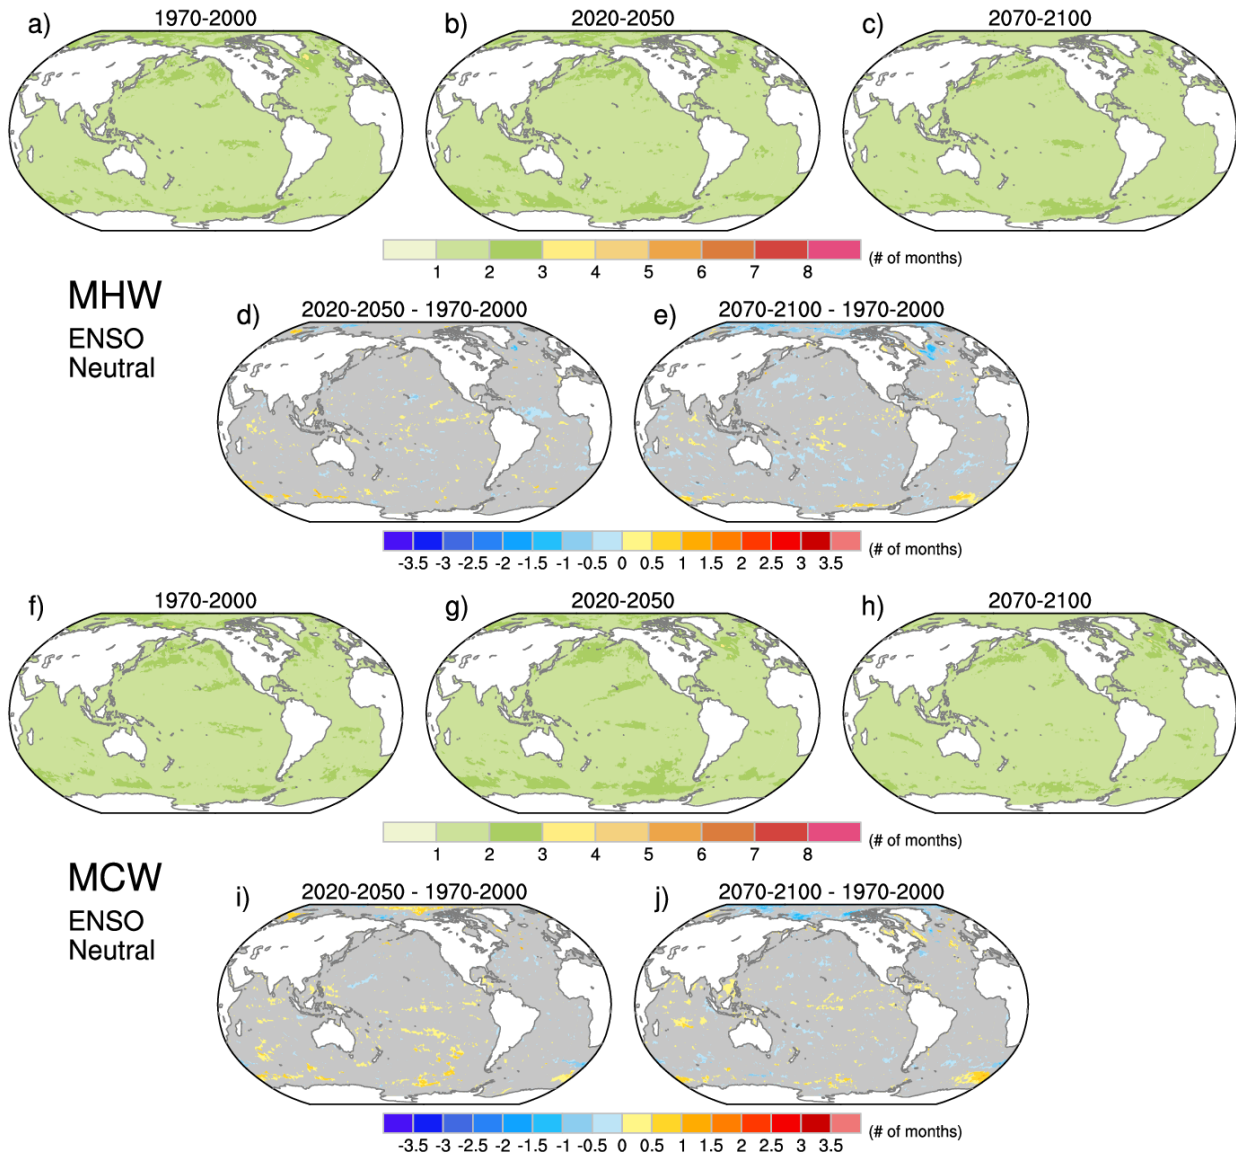 a) 1970-2000
b) 2020-2050
c) 2070-2100
1 2 3 4 5 6 7 8 (# of months)
MHW
ENSO
Neutral
d) 2020-2050 - 1970-2000
e) 2070-2100 - 1970-2000
-3.5 -3 -2.5 -2 -1.5 -1 -0.5 0 0.5 1 1.5 2 2.5 3 3.5 (# of months)
f) 1970-2000
g) 2020-2050
h) 2070-2100
1 2 3 4 5 6 7 8 (# of months)
MCW
ENSO
Neutral
i) 2020-2050 - 1970-2000
j) 2070-2100 - 1970-2000
-3.5 -3 -2.5 -2 -1.5 -1 -0.5 0 0.5 1 1.5 2 2.5 3 3.5 (# of months)